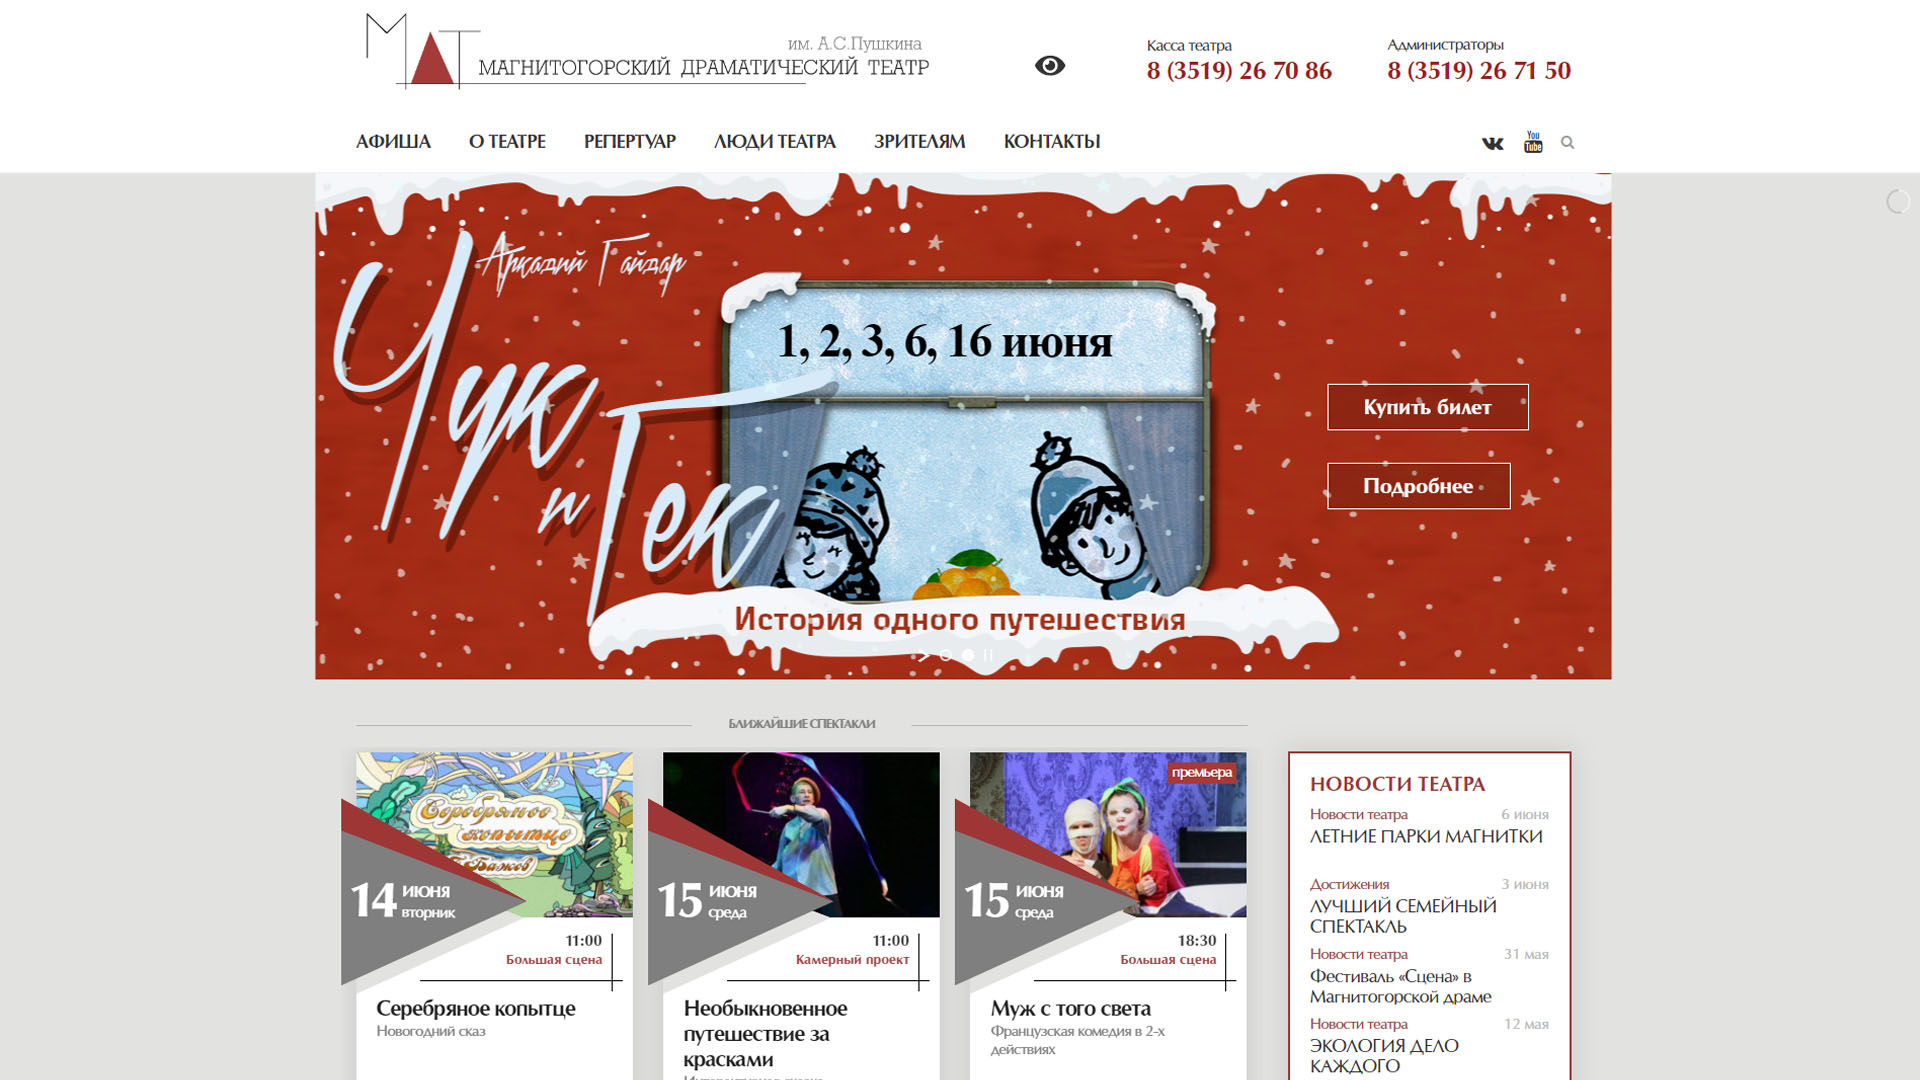 МАТ
им. А.С.Пушкина
МАГНИТОГОРСКИЙ ДРАМАТИЧЕСКИЙ ТЕАТР
Касса театра
8 (3519) 26 70 86
Администраторы
8 (3519) 26 71 50
АФИША О ТЕАТРЕ РЕПЕРТУАР ЛЮДИ ТЕАТРА ЗРИТЕЛЯМ КОНТАКТЫ
You
Tube
Аркадий Гайдар
Чук
и Гек
1, 2, 3, 6, 16 июня
Купить билет
Подробнее
История одного путешествия
БЛИЖАЙШИЕ СПЕКТАКЛИ
Серебряное
копытце
П. Бажов
14 ИЮНЯ
вторник
11:00
Большая сцена
Серебряное копытце
Новогодний сказ
15 ИЮНЯ
среда
11:00
Камерный проект
Необыкновенное
путешествие за
красками
премьера
15 ИЮНЯ
среда
18:30
Большая сцена
Муж с того света
Французская комедия в 2-х
действиях
НОВОСТИ ТЕАТРА
Новости театра 6 июня
ЛЕТНИЕ ПАРКИ МАГНИТКИ
Достижения 3 июня
ЛУЧШИЙ СЕМЕЙНЫЙ
СПЕКТАКЛЬ
Новости театра 31 мая
Фестиваль «Сцена» в
Магнитогорской драме
Новости театра 12 мая
ЭКОЛОГИЯ ДЕЛО
КАЖДОГО